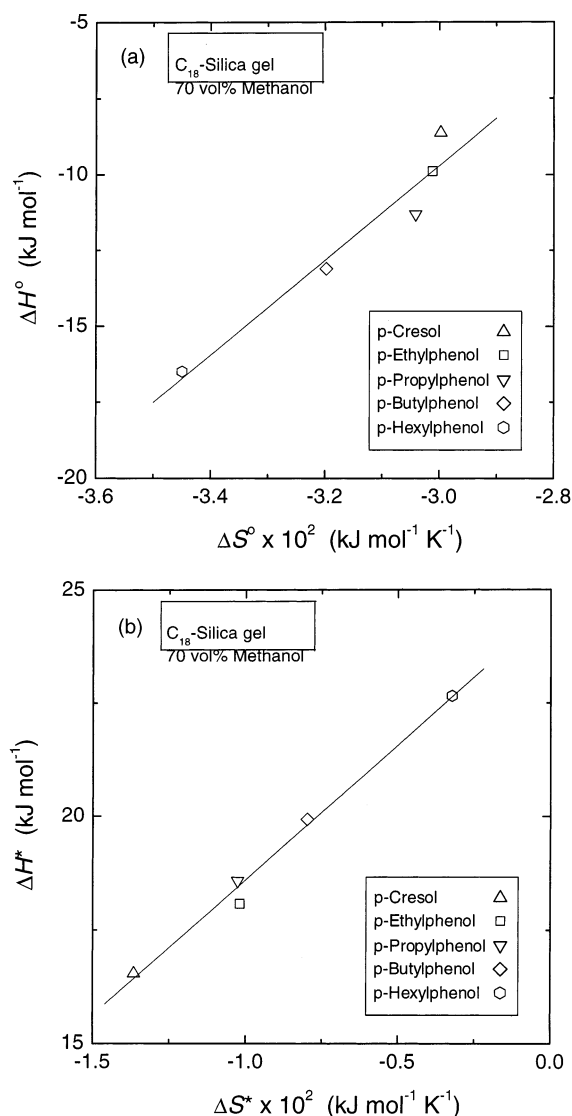 -5
(a)
C₁₈-Silica gel
70 vol% Methanol
-10
ΔH° (kJ mol⁻¹)
-15
p-Cresol
p-Ethylphenol
p-Propylphenol
p-Butylphenol
p-Hexylphenol
-20
-3.6 -3.4 -3.2 -3.0 -2.8
ΔS° x 10² (kJ mol⁻¹ K⁻¹)
25
(b)
C₁₈-Silica gel
70 vol% Methanol
ΔH* (kJ mol⁻¹)
20
p-Cresol
p-Ethylphenol
p-Propylphenol
p-Butylphenol
p-Hexylphenol
15
-1.5 -1.0 -0.5 0.0
ΔS* x 10² (kJ mol⁻¹ K⁻¹)